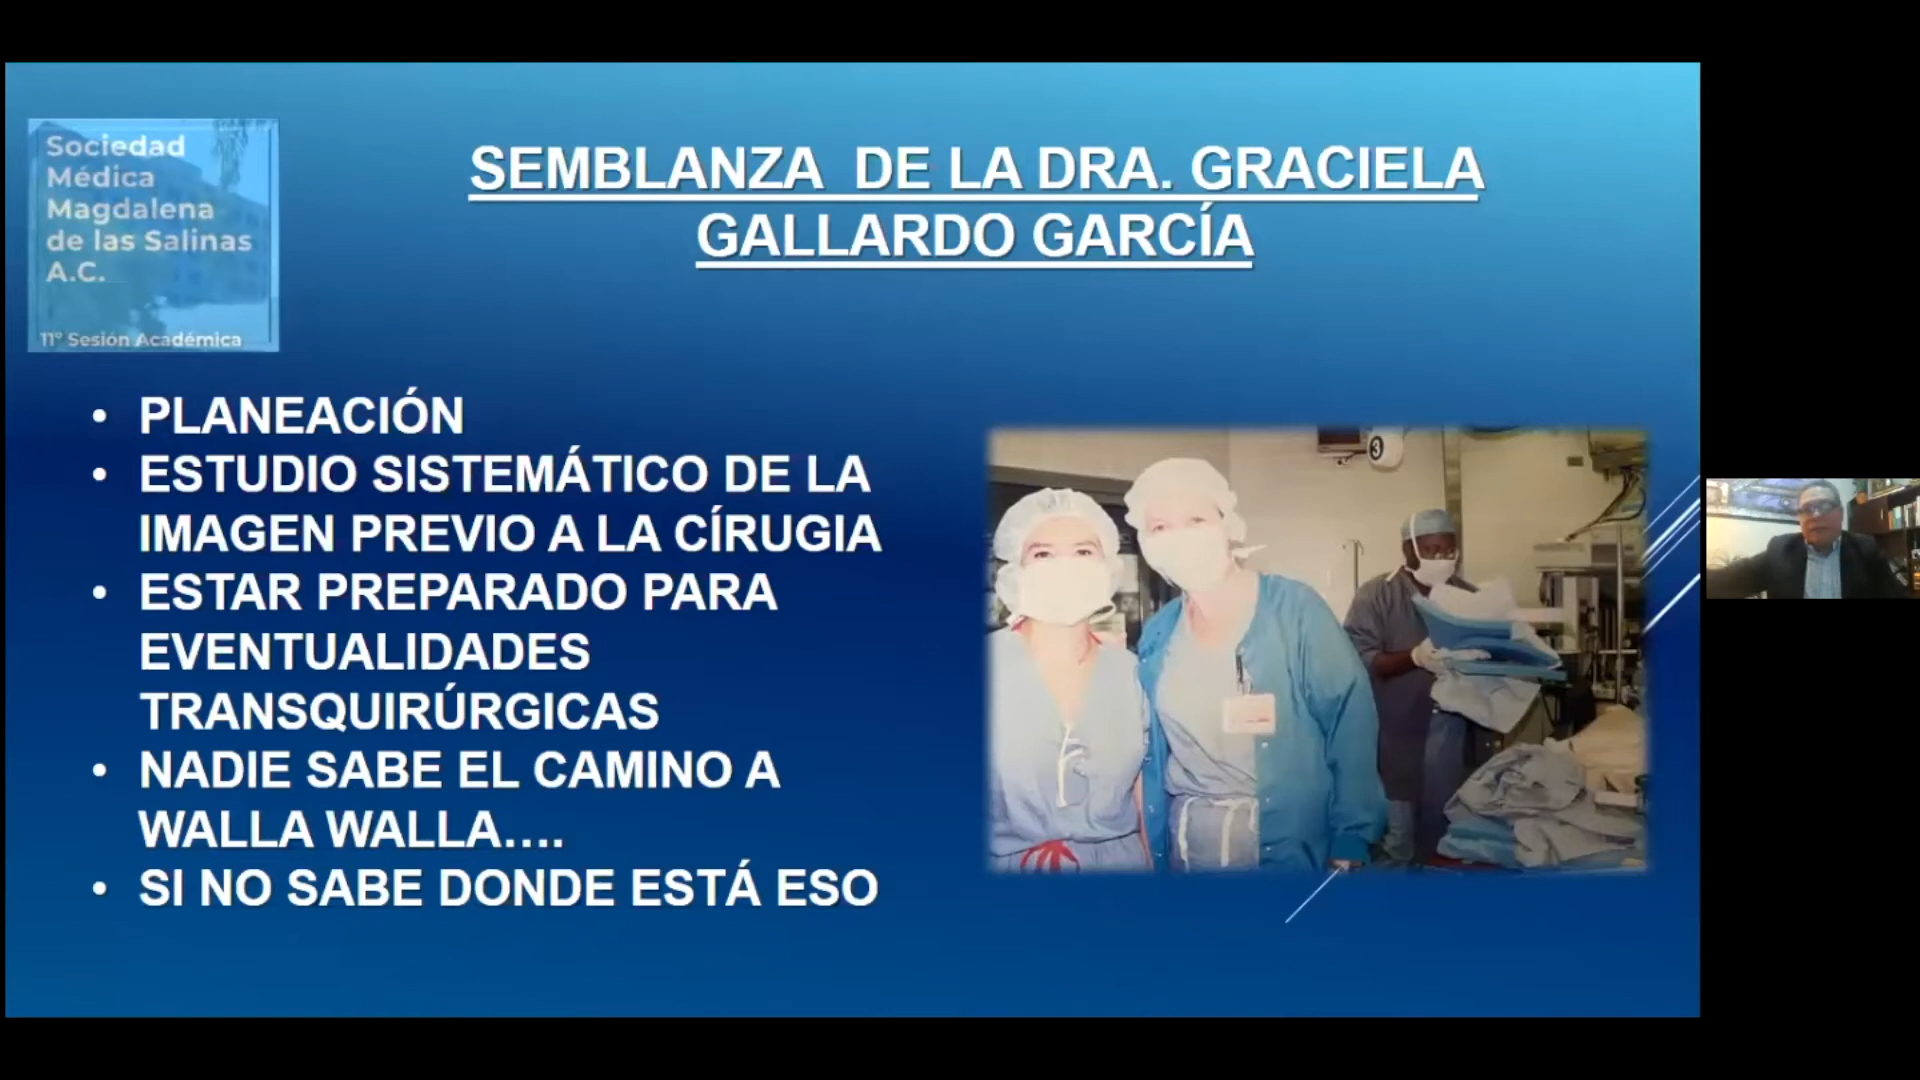 Sociedad
Médica
Magdalena
de las Salinas
A.C.
11º Sesión Académica
SEMBLANZA DE LA DRA. GRACIELA
GALLARDO GARCÍA
• PLANEACIÓN
• ESTUDIO SISTEMÁTICO DE LA
IMAGEN PREVIO A LA CÍRUGIA
• ESTAR PREPARADO PARA
EVENTUALIDADES
TRANSQUIRÚRGICAS
• NADIE SABE EL CAMINO A
WALLA WALLA....
• SI NO SABE DONDE ESTÁ ESO
3